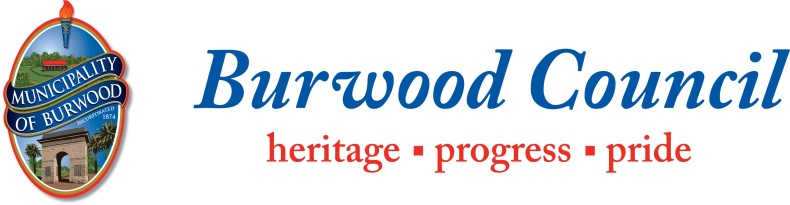 MUNICIPALITY
OF BURWOOD
INCORPORATED
1874
Burwood Council
heritage ▪ progress ▪ pride